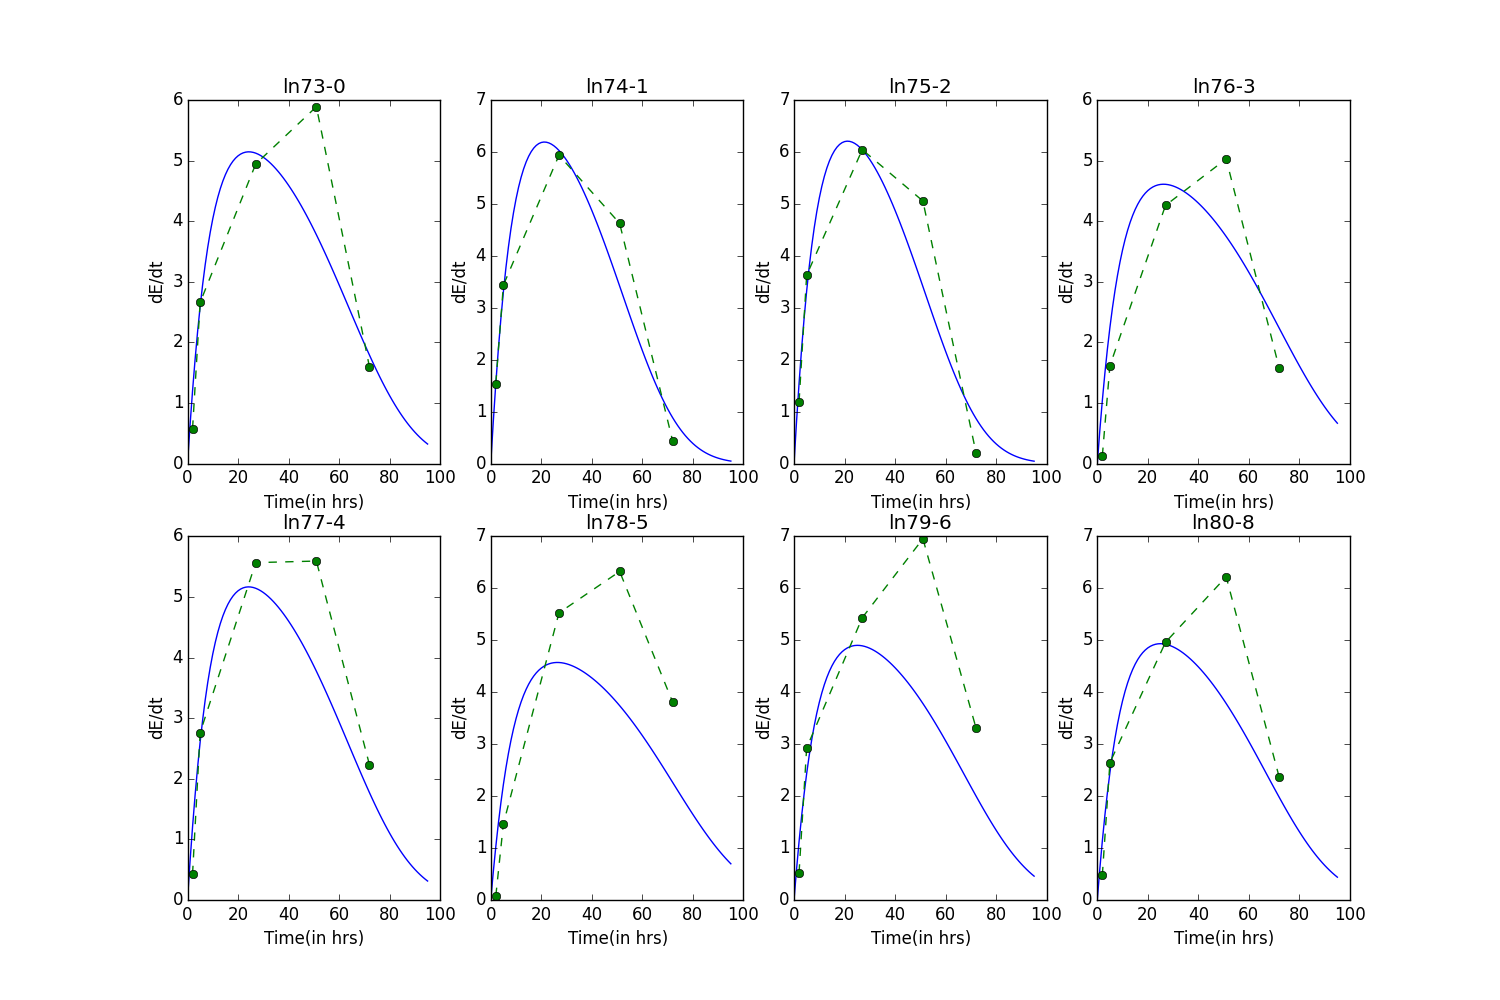 ln73-0 ln74-1 ln75-2 ln76-3
6 7 7 6
5 6 6 5
4 5 5 4
3 4 4 3
2 3 3 2
1 2 2 1
0 1 1 0
0 0
dE/dt dE/dt dE/dt dE/dt
0 20 40 60 80 100 0 20 40 60 80 100 0 20 40 60 80 100 0 20 40 60 80 100
Time(in hrs) Time(in hrs) Time(in hrs) Time(in hrs)
ln77-4 ln78-5 ln79-6 ln80-8
6 7 7 7
5 6 6 6
4 5 5 5
3 4 4 4
2 3 3 3
1 2 2 2
0 1 1 1
0 0 0
dE/dt dE/dt dE/dt dE/dt
0 20 40 60 80 100 0 20 40 60 80 100 0 20 40 60 80 100 0 20 40 60 80 100
Time(in hrs) Time(in hrs) Time(in hrs) Time(in hrs)